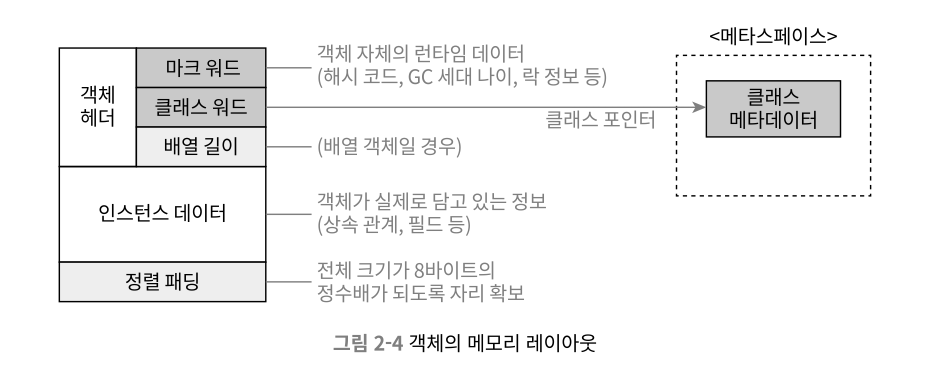 <메타스페이스>
객체
헤더
마크 워드
객체 자체의 런타임 데이터
(해시 코드, GC 세대 나이, 락 정보 등)
클래스 워드
클래스 포인터
클래스
메타데이터
배열 길이
(배열 객체일 경우)
인스턴스 데이터
객체가 실제로 담고 있는 정보
(상속 관계, 필드 등)
정렬 패딩
전체 크기가 8바이트의
정수배가 되도록 자리 확보
그림 2-4 객체의 메모리 레이아웃